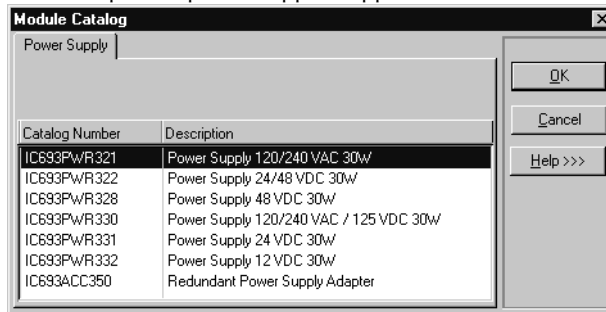 Module Catalog
Power Supply
OK
Cancel
Help >>>
Catalog Number Description
IC693PWR321 Power Supply 120/240 VAC 30W
IC693PWR322 Power Supply 24/48 VDC 30W
IC693PWR328 Power Supply 48 VDC 30W
IC693PWR330 Power Supply 120/240 VAC / 125 VDC 30W
IC693PWR331 Power Supply 24 VDC 30W
IC693PWR332 Power Supply 12 VDC 30W
IC693ACC350 Redundant Power Supply Adapter